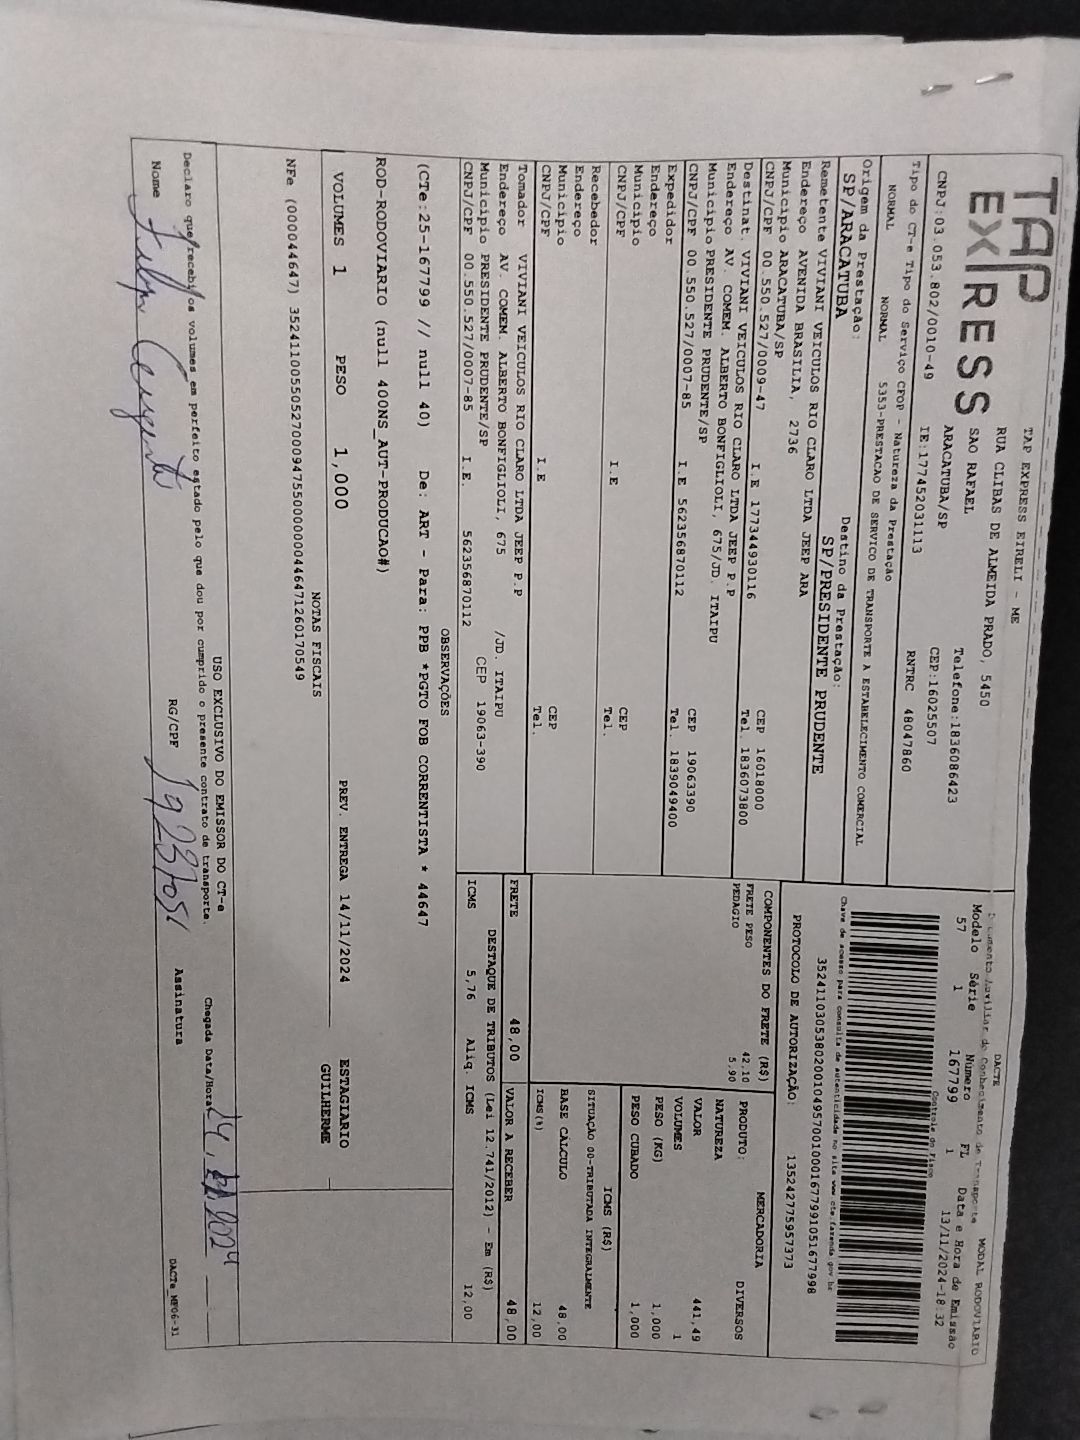 TAP
EXPRESS
TAP EXPRESS EIRELI - ME
RUA CLIBAS DE ALMEIDA PRADO, 5450
SAO RAFAEL Telefone:1836086423
ARACATUBA/SP CEP:16025507
CNPJ:03.053.802/0010-49 IE:177452031113 RNTRC 48047860
Tipo do CT-e Tipo do Serviço CFOP - Natureza da Prestação
NORMAL NORMAL 5353-PRESTACAO DE SERVICO DE TRANSPORTE A ESTABELECIMENTO COMERCIAL
Origem da Prestação: Destino da Prestação:
SP/ARACATUBA SP/PRESIDENTE PRUDENTE
Remetente VIVIANI VEICULOS RIO CLARO LTDA JEEP ARA
Endereço AVENIDA BRASILIA, 2736
Município ARACATUBA/SP CEP 16018000
CNPJ/CPF 00.550.527/0009-47 I.E 177344930116 Tel. 1836073800
Destinat. VIVIANI VEICULOS RIO CLARO LTDA JEEP P.P
Endereço AV. COMEM. ALBERTO BONFIGLIOLI, 675/JD. ITAIPU
Município PRESIDENTE PRUDENTE/SP CEP 19063390
CNPJ/CPF 00.550.527/0007-85 I.E 562356870112 Tel. 1839049400
Expedidor
Endereço
Município CEP
CNPJ/CPF I.E Tel.
Recebedor
Endereço
Município CEP
CNPJ/CPF I.E Tel.
Tomador VIVIANI VEICULOS RIO CLARO LTDA JEEP P.P
Endereço AV. COMEM. ALBERTO BONFIGLIOLI, 675 /JD. ITAIPU
Município PRESIDENTE PRUDENTE/SP CEP 19063-390
CNPJ/CPF 00.550.527/0007-85 I.E. 562356870112
DACTE
Documento Auxiliar do Conhecimento de Transporte MODAL RODOVIARIO
Modelo Série Número FL Data e Hora de Emissão
57 1 167799 1 13/11/2024-18:32
Controle do Fisco
Chave de acesso para consulta de autenticidade no site www.cte.fazenda.gov.br
35241103053802001049570010001677991051677998
PROTOCOLO DE AUTORIZAÇÃO: 135242775957373
COMPONENTES DO FRETE (R$)
FRETE PESO 42,10
PEDAGIO 5,90
MERCADORIA
PRODUTO: DIVERSOS
NATUREZA
VALOR 441,49
VOLUMES 1
PESO (KG) 1,000
PESO CUBADO 1,000
ICMS (R$)
SITUAÇÃO 00-TRIBUTADA INTEGRALMENTE
BASE CÁLCULO 48,00
ICMS(%) 12,00
FRETE 48,00 VALOR A RECEBER 48,00
DESTAQUE DE TRIBUTOS (Lei 12.741/2012) - Em (R$)
ICMS 5,76 Aliq. ICMS 12,00
OBSERVAÇÕES
(CTe:25-167799 // null 40) De: ART - Para: PPB *PGTO FOB CORRENTISTA * 44647
ROD-RODOVIARIO (null 400NS_AUT-PRODUCAO#)
VOLUMES 1 PESO 1,000 PREV. ENTREGA 14/11/2024 ESTAGIARIO
GUILHERME
NOTAS FISCAIS
NFe (000044647) 35241100550527000947550000000446471260170549
USO EXCLUSIVO DO EMISSOR DO CT-e
Declaro que recebi os volumes em perfeito estado pelo que dou por cumprido o presente contrato de transporte. Chegada Data/Hora
Nome RG/CPF Assinatura
DACTe_MF06-31